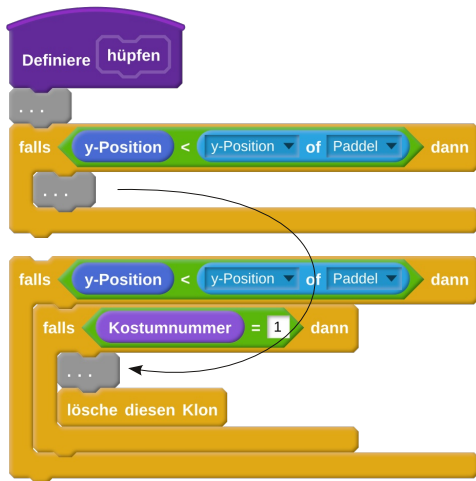 Definiere hüpfen
. . .
falls y-Position < y-Position of Paddel dann
. . .
falls y-Position < y-Position of Paddel dann
falls Kostumnummer = 1 dann
. . .
lösche diesen Klon